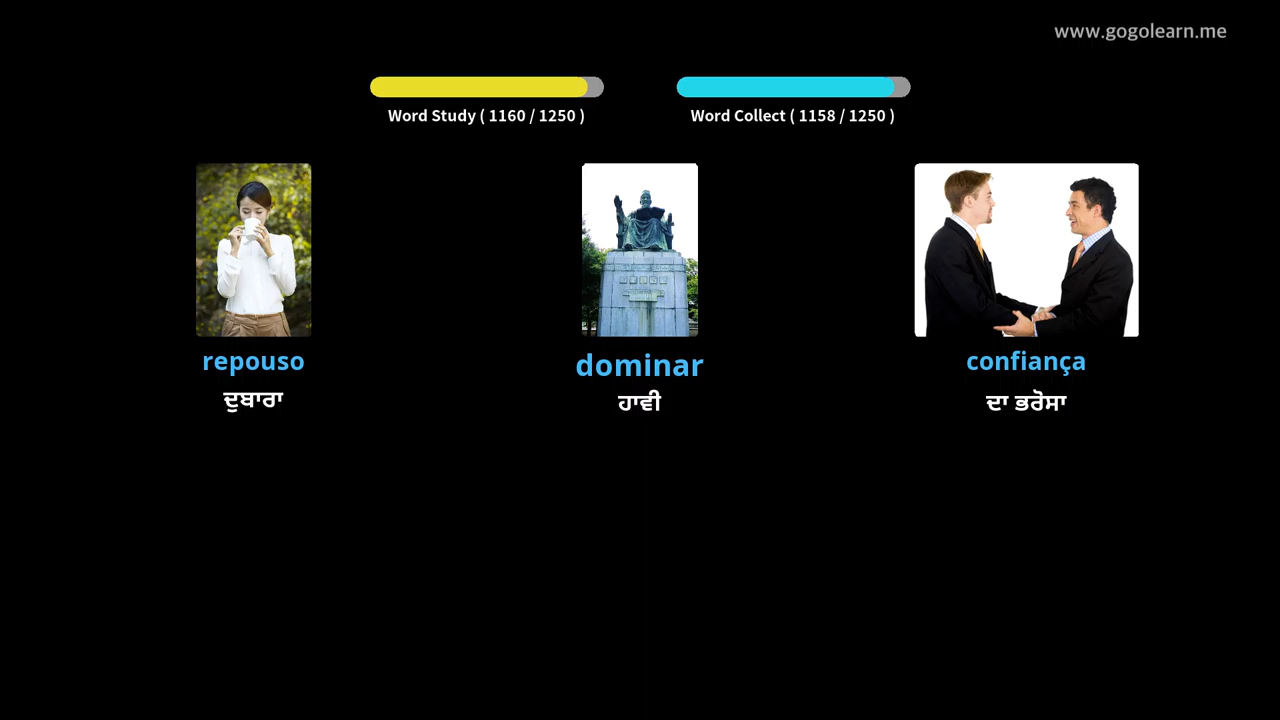 www.gogolearn.me
Word Study ( 1160 / 1250 )
Word Collect ( 1158 / 1250 )
repouso
dominar
confiança
ਦੁਬਾਰਾ
ਹਾਵੀ
ਦਾ ਭਰੋਸਾ